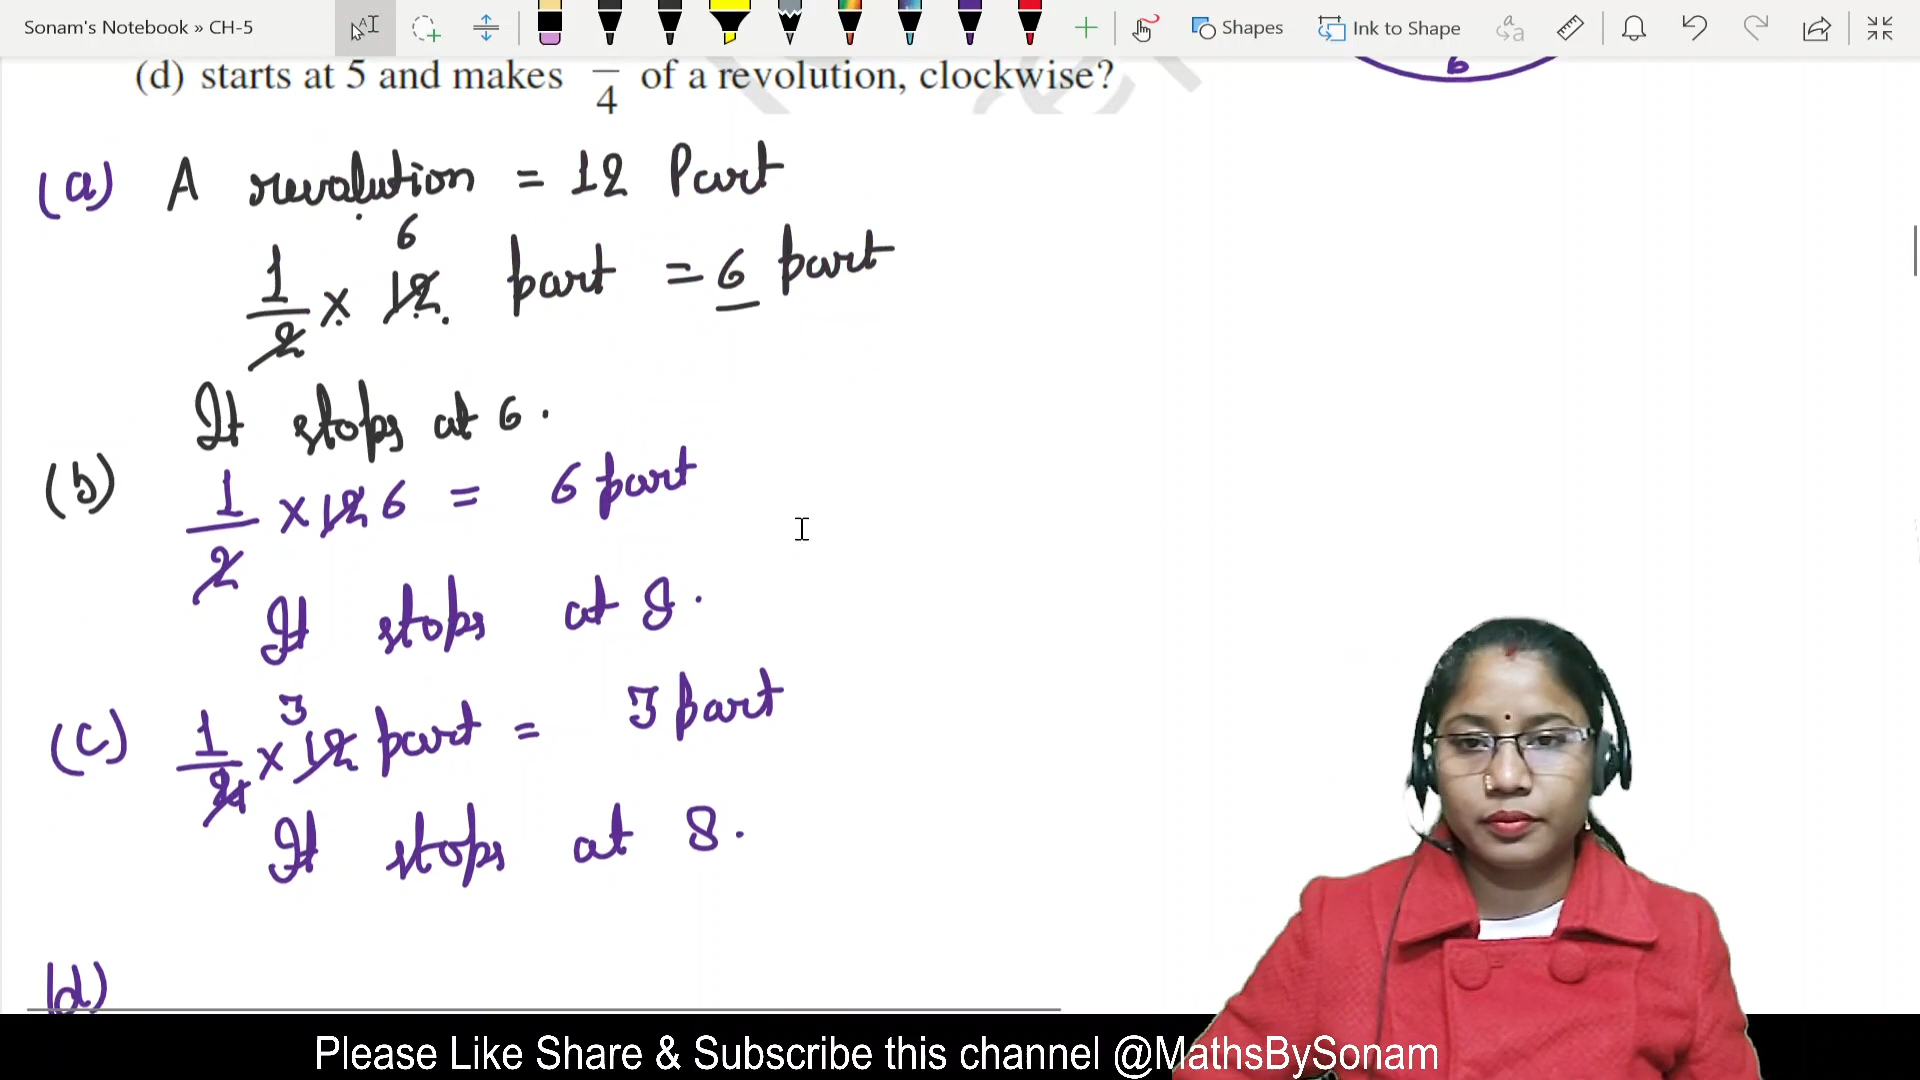 Sonam's Notebook » CH-5
Shapes
Ink to Shape
(d) starts at 5 and makes —/4 of a revolution, clockwise?
6
(a) A revolution = 12 Part
6
1/2 × 12 part = 6 part
It stops at 6.
(b) 1/2 × 12 6 = 6 part
It stops at 8.
3
(c) 1/4 × 12 part = 3 part
It stops at 8.
(d)
Please Like Share & Subscribe this channel @MathsBySonam